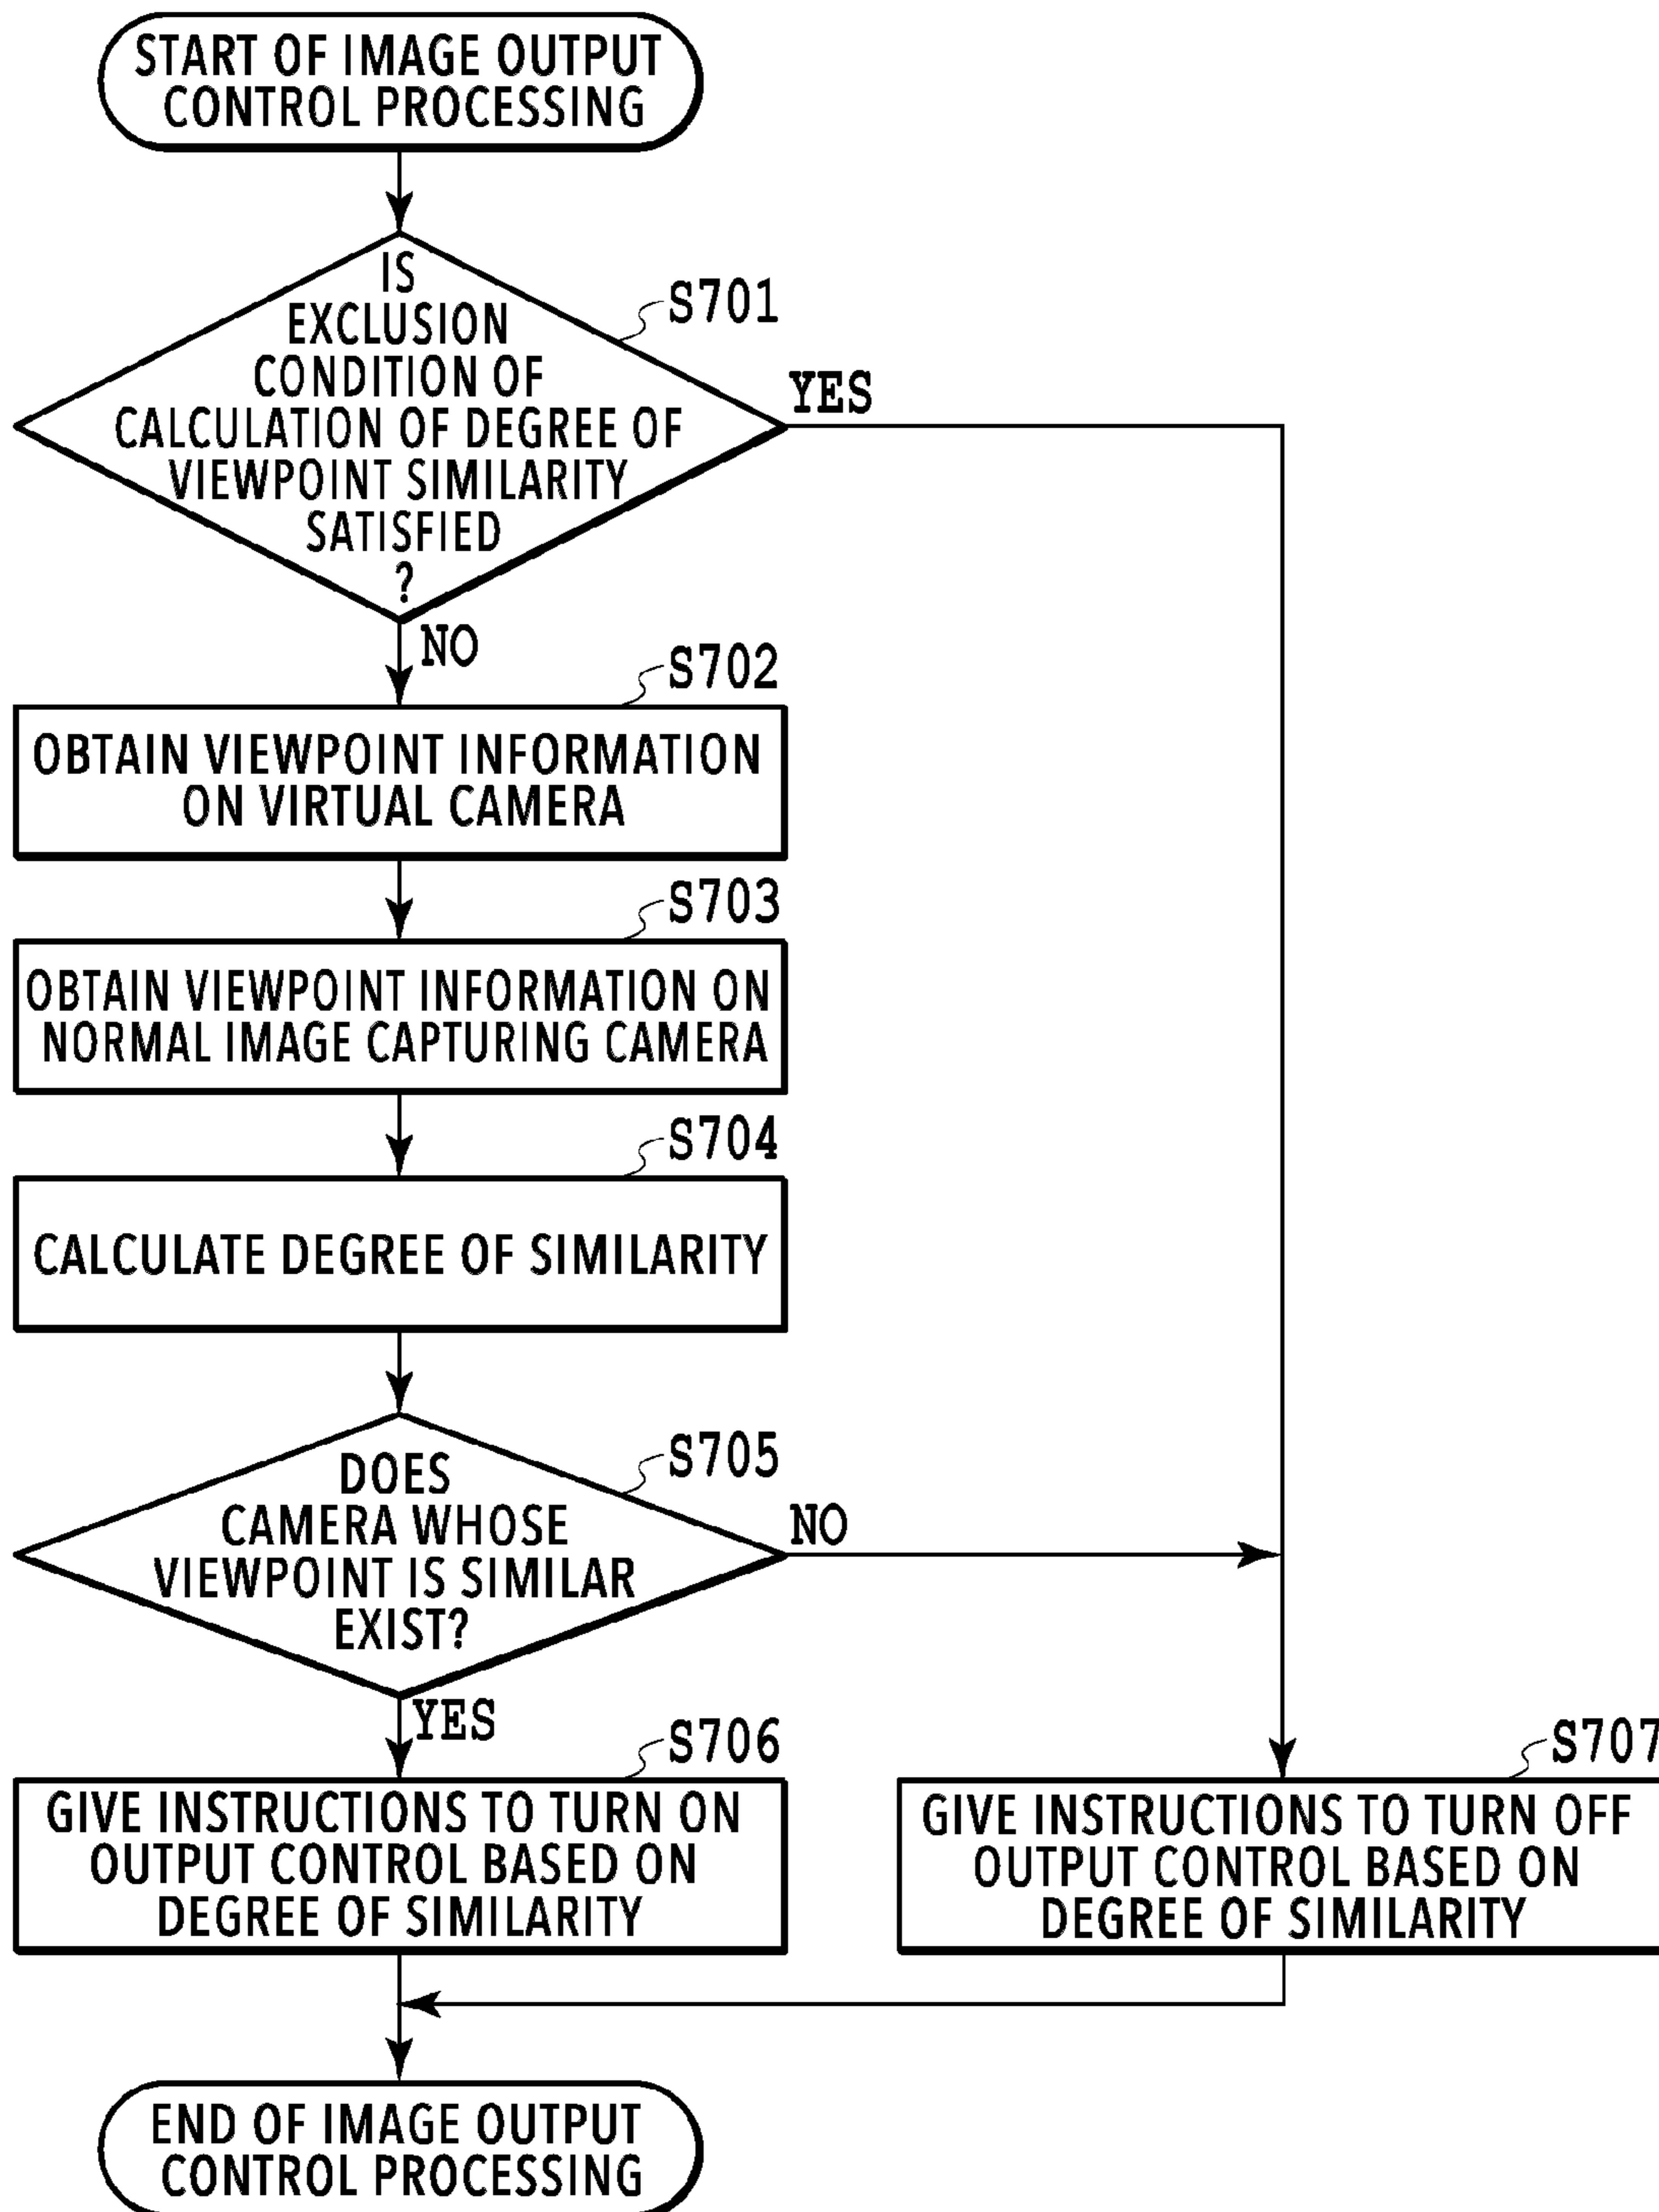 START OF IMAGE OUTPUT
CONTROL PROCESSING
IS
EXCLUSION
CONDITION OF
CALCULATION OF DEGREE OF
VIEWPOINT SIMILARITY
SATISFIED
?
S701
YES
NO
S702
OBTAIN VIEWPOINT INFORMATION
ON VIRTUAL CAMERA
S703
OBTAIN VIEWPOINT INFORMATION ON
NORMAL IMAGE CAPTURING CAMERA
S704
CALCULATE DEGREE OF SIMILARITY
S705
DOES
CAMERA WHOSE
VIEWPOINT IS SIMILAR
EXIST?
NO
YES
S706
GIVE INSTRUCTIONS TO TURN ON
OUTPUT CONTROL BASED ON
DEGREE OF SIMILARITY
S707
GIVE INSTRUCTIONS TO TURN OFF
OUTPUT CONTROL BASED ON
DEGREE OF SIMILARITY
END OF IMAGE OUTPUT
CONTROL PROCESSING